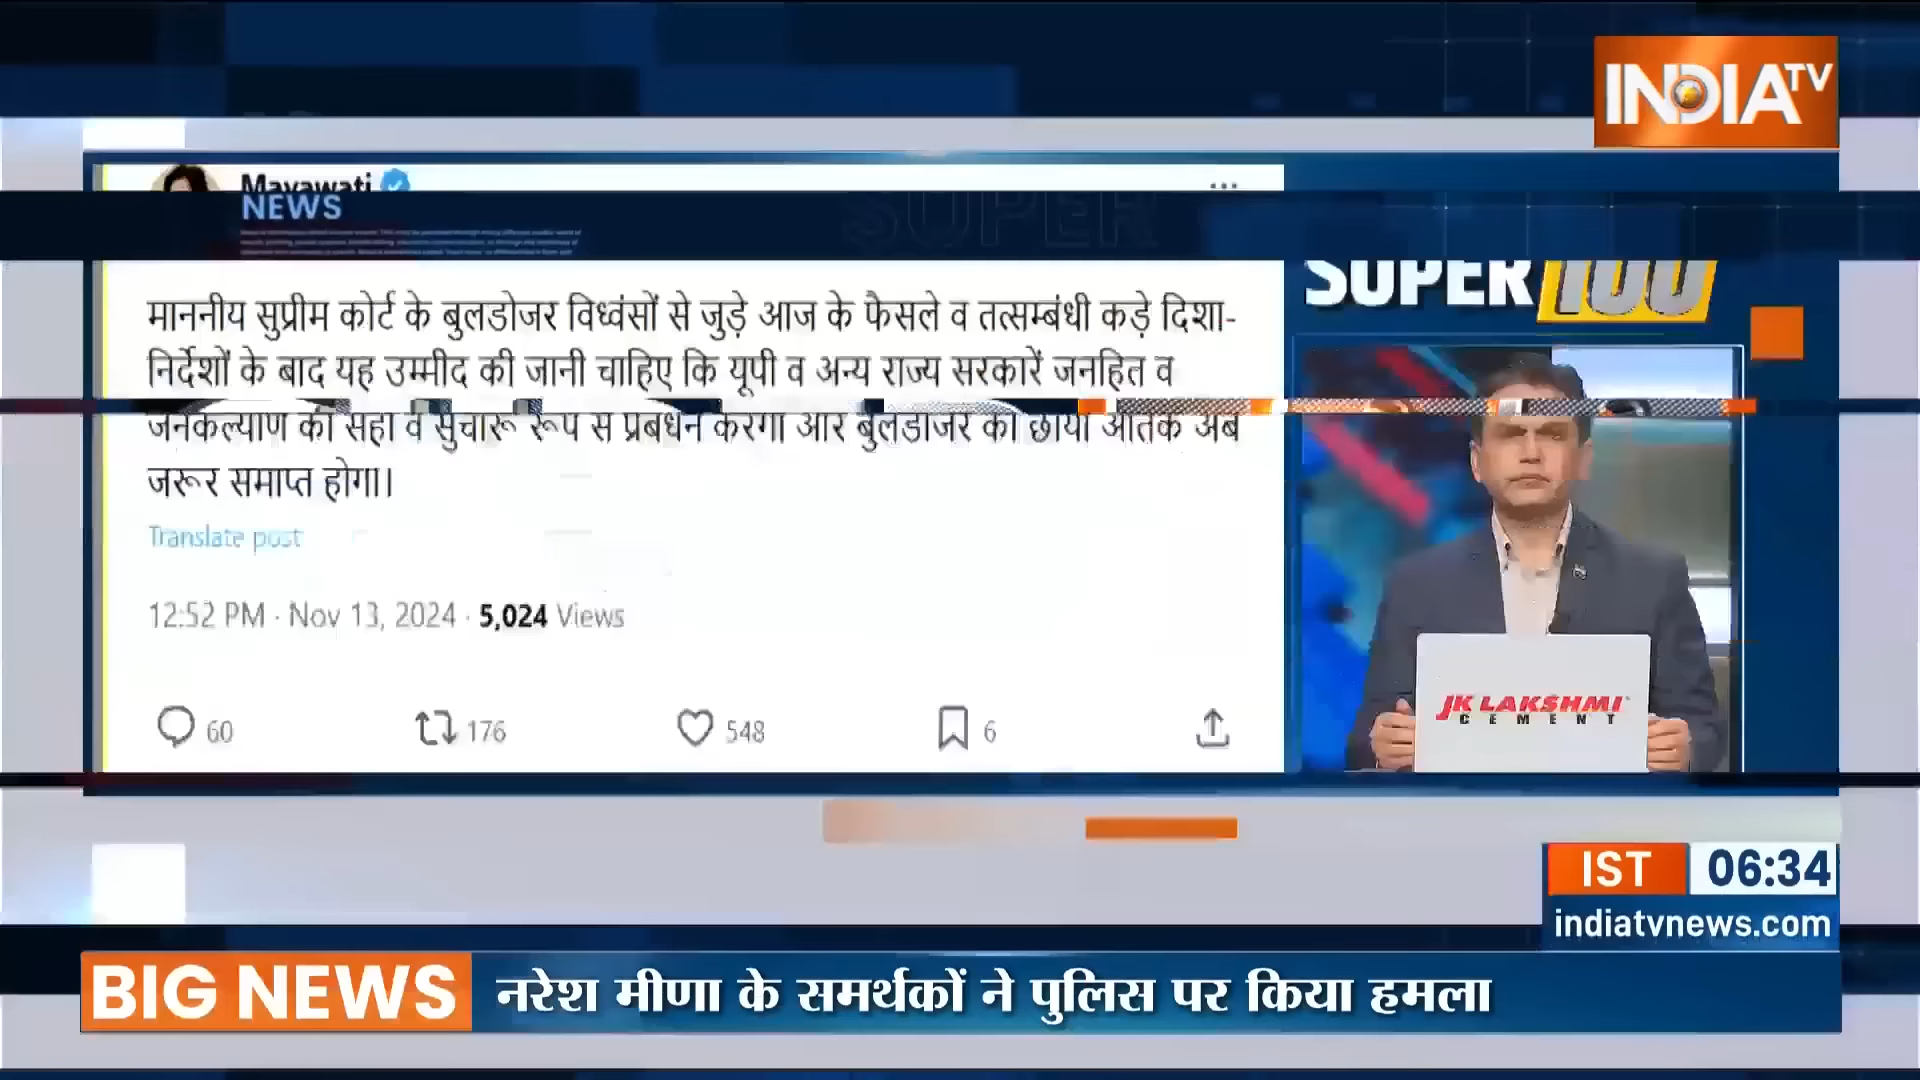 INDIA TV
Mayawati
NEWS
SUPER
SUPER 100
माननीय सुप्रीम कोर्ट के बुलडोजर विध्वंसों से जुड़े आज के फैसले व तत्सम्बंधी कड़े दिशा-
निर्देशों के बाद यह उम्मीद की जानी चाहिए कि यूपी व अन्य राज्य सरकारें जनहित व
जनकल्याण का सही व सुचारू रूप से प्रबंधन करेगी और बुलडोजर का छाया आतंक अब
जरूर समाप्त होगा।
Translate post
12:52 PM · Nov 13, 2024 · 5,024 Views
60 176 548 6
JK LAKSHMI
CEMENT
IST 06:34
indiatvnews.com
BIG NEWS नरेश मीणा के समर्थकों ने पुलिस पर किया हमला